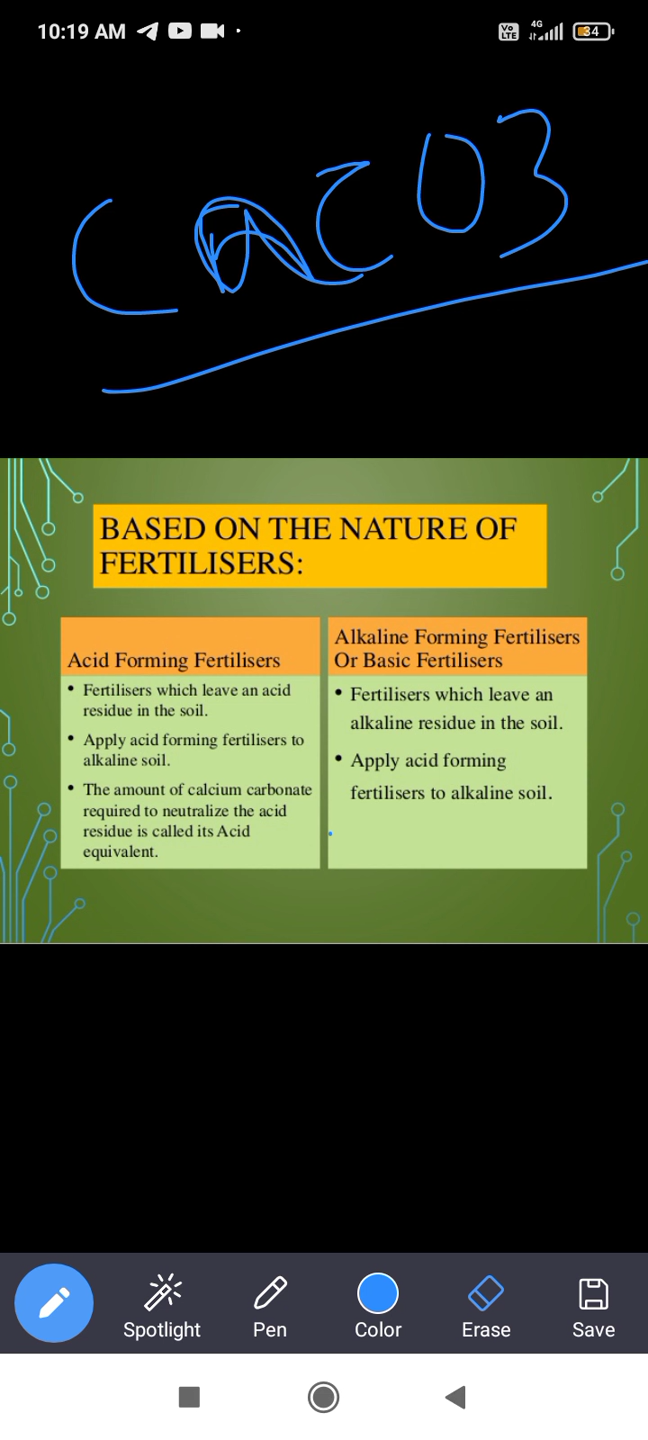 10:19 AM
Vo LTE 4G 34
CaCO3
BASED ON THE NATURE OF
FERTILISERS:
Acid Forming Fertilisers
• Fertilisers which leave an acid
residue in the soil.
• Apply acid forming fertilisers to
alkaline soil.
• The amount of calcium carbonate
required to neutralize the acid
residue is called its Acid
equivalent.
Alkaline Forming Fertilisers
Or Basic Fertilisers
• Fertilisers which leave an
alkaline residue in the soil.
• Apply acid forming
fertilisers to alkaline soil.
Spotlight
Pen
Color
Erase
Save